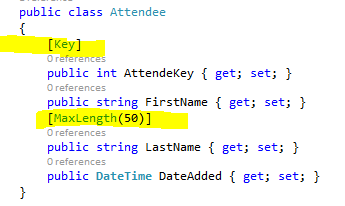 public class Attendee
{
[Key]
0 references
public int AttendeKey { get; set; }
0 references
public string FirstName { get; set; }
[MaxLength(50)]
0 references
public string LastName { get; set; }
0 references
public DateTime DateAdded { get; set; }
}